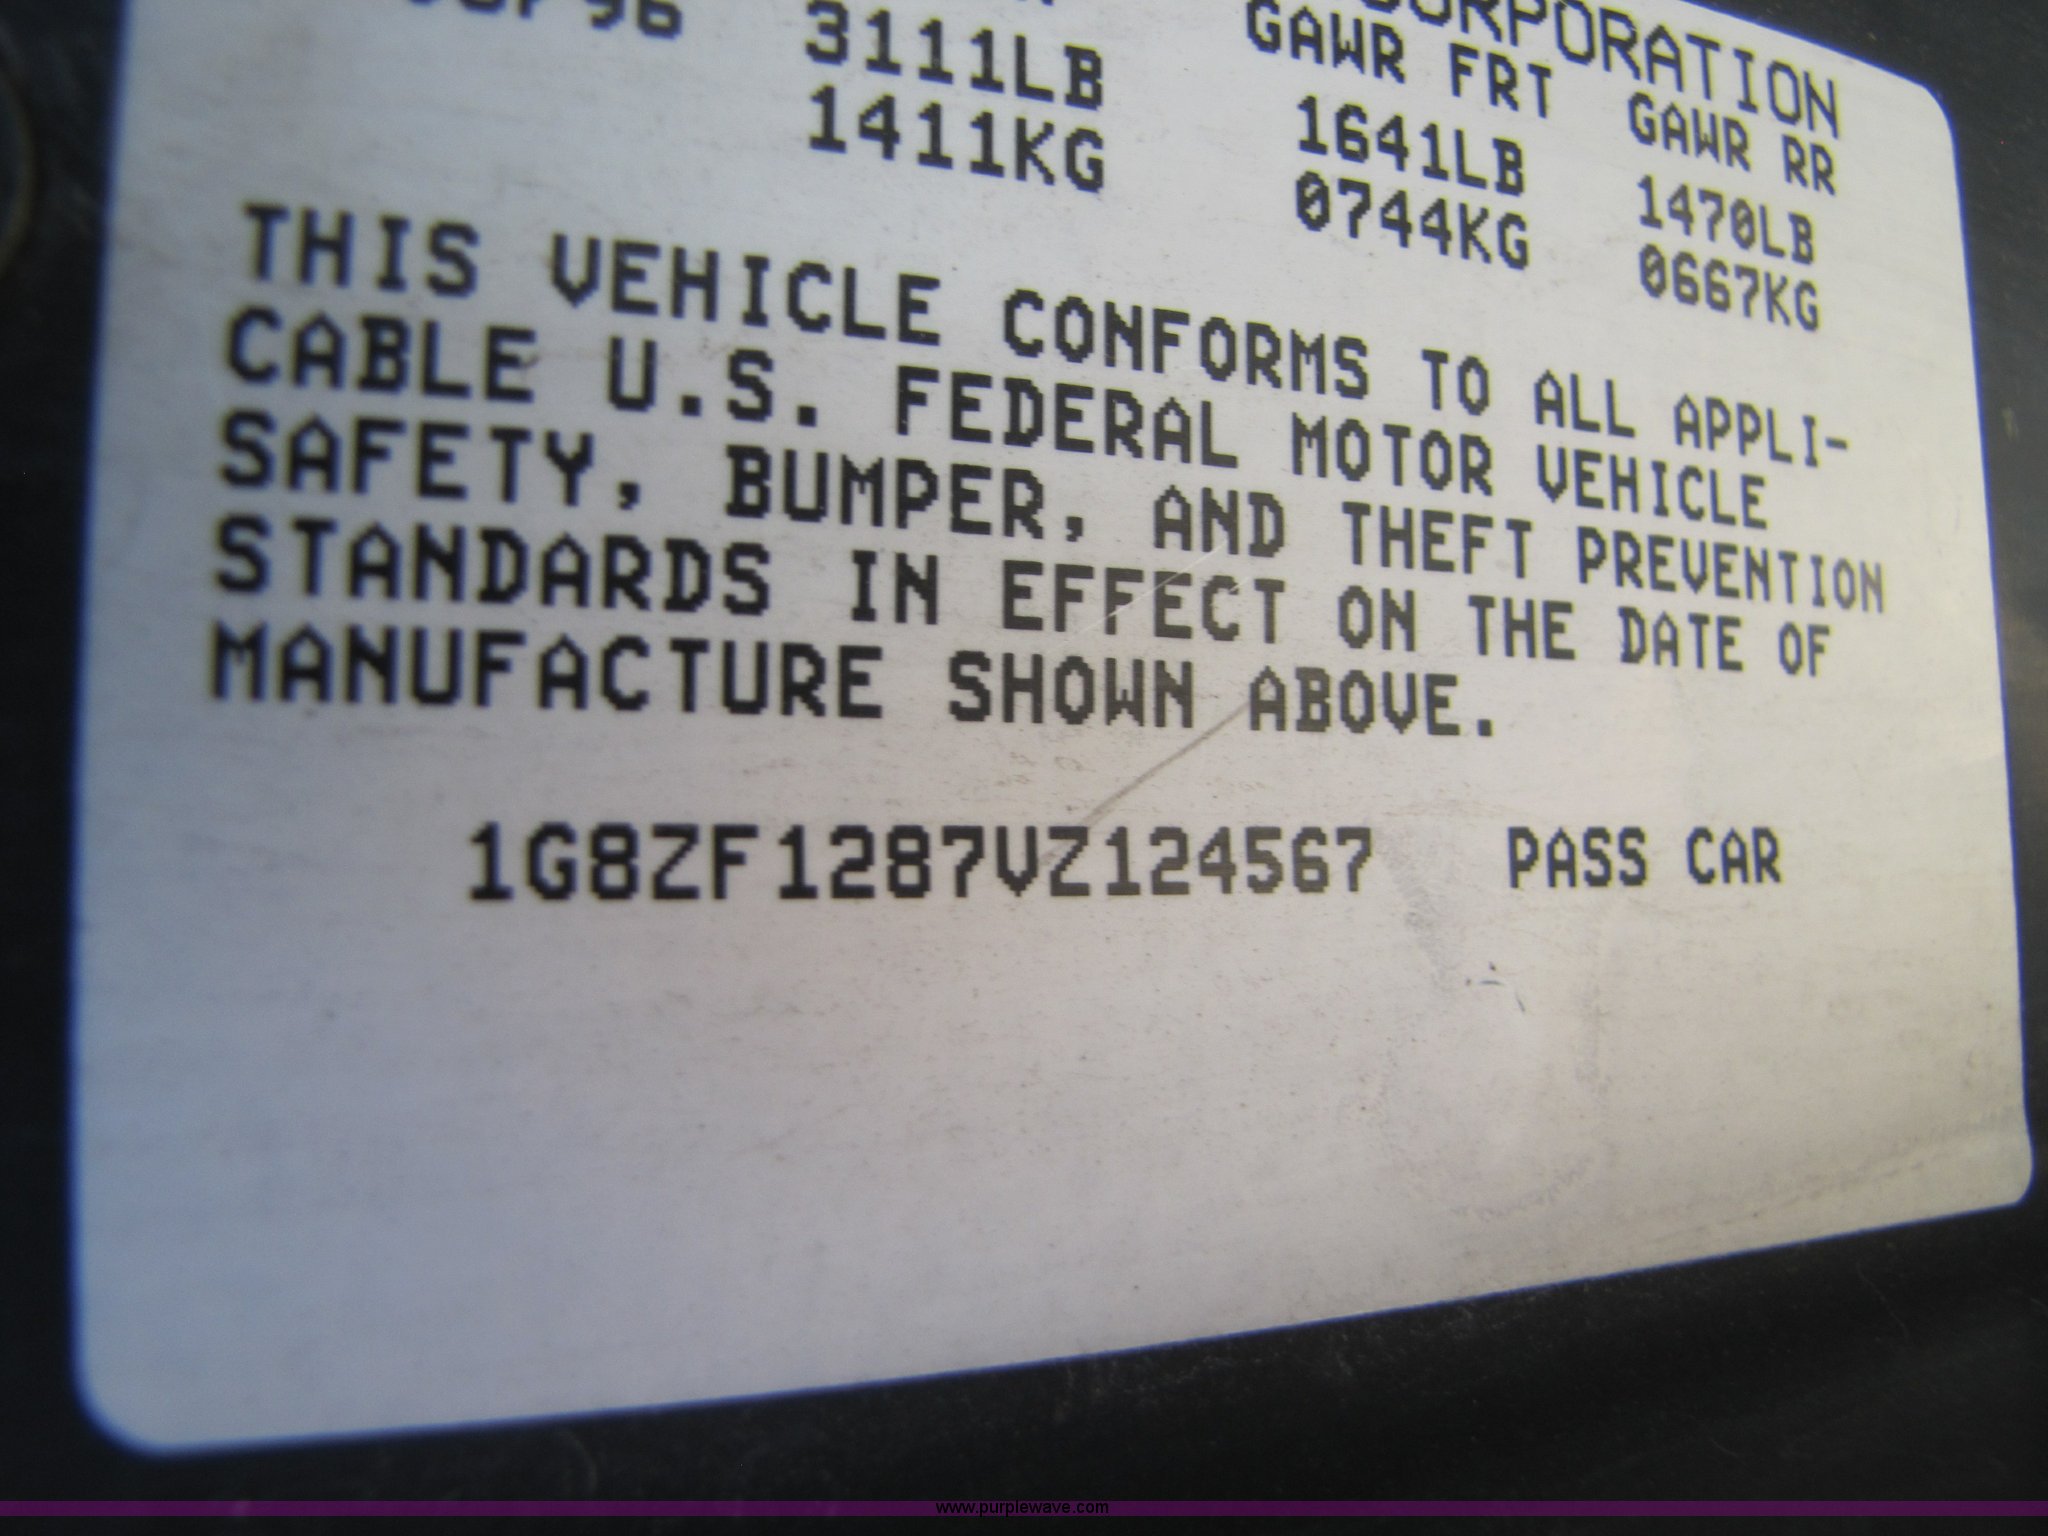 CORPORATION
96 3111LB GAWR FRT GAWR RR
1411KG 1641LB 1470LB
0744KG 0667KG
THIS VEHICLE CONFORMS TO ALL APPLI-
CABLE U.S. FEDERAL MOTOR VEHICLE
SAFETY, BUMPER, AND THEFT PREVENTION
STANDARDS IN EFFECT ON THE DATE OF
MANUFACTURE SHOWN ABOVE.
1G8ZF1287VZ124567 PASS CAR
www.purplewave.com